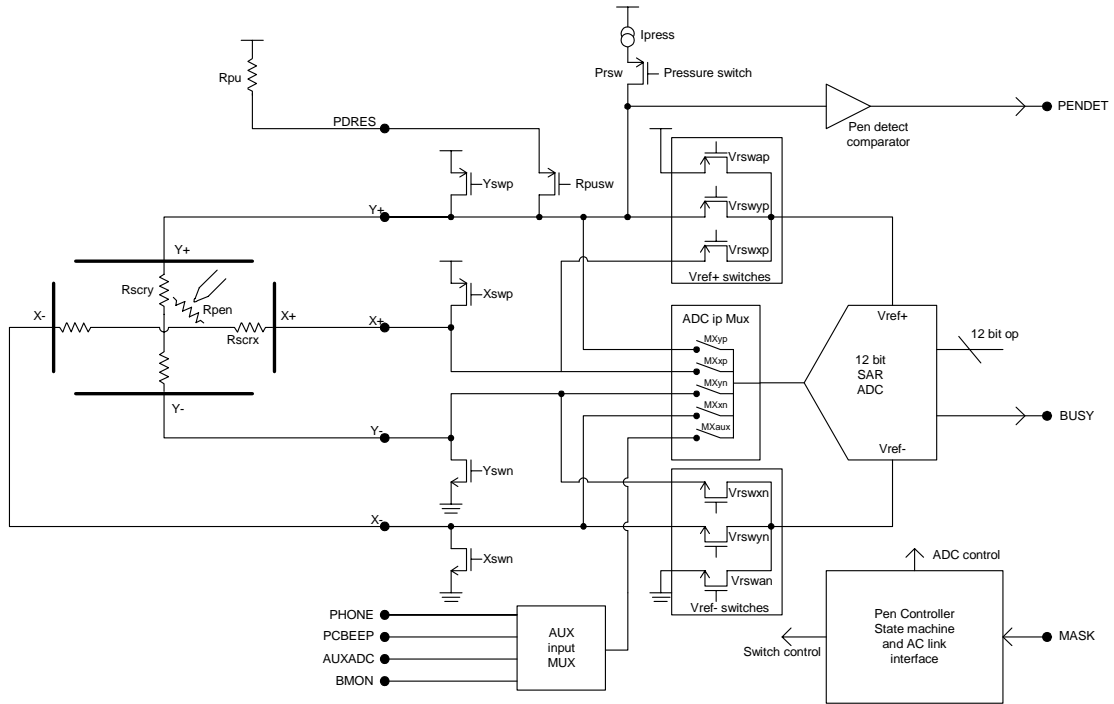 Ipress
Rpu
Prsw
Pressure switch
PDRES
PENDET
Pen detect
comparator
Vrswap
Yswp
Rpusw
Vrswyp
Y+
Vrswxp
Y+
Vref+ switches
Rscry
Rpen
Xswp
X-
X+
X+
ADC ip Mux
Vref+
Rscrx
12 bit op
MXyp
MXxp
12 bit
SAR
ADC
MXyn
MXxn
Y-
BUSY
MXaux
Y-
Vref-
Yswn
Vrswxn
X-
Vrswyn
Xswn
ADC control
Vrswan
Vref- switches
PHONE
PCBEEP
AUXADC
BMON
AUX
input
MUX
Switch control
Pen Controller
State machine
and AC link
interface
MASK